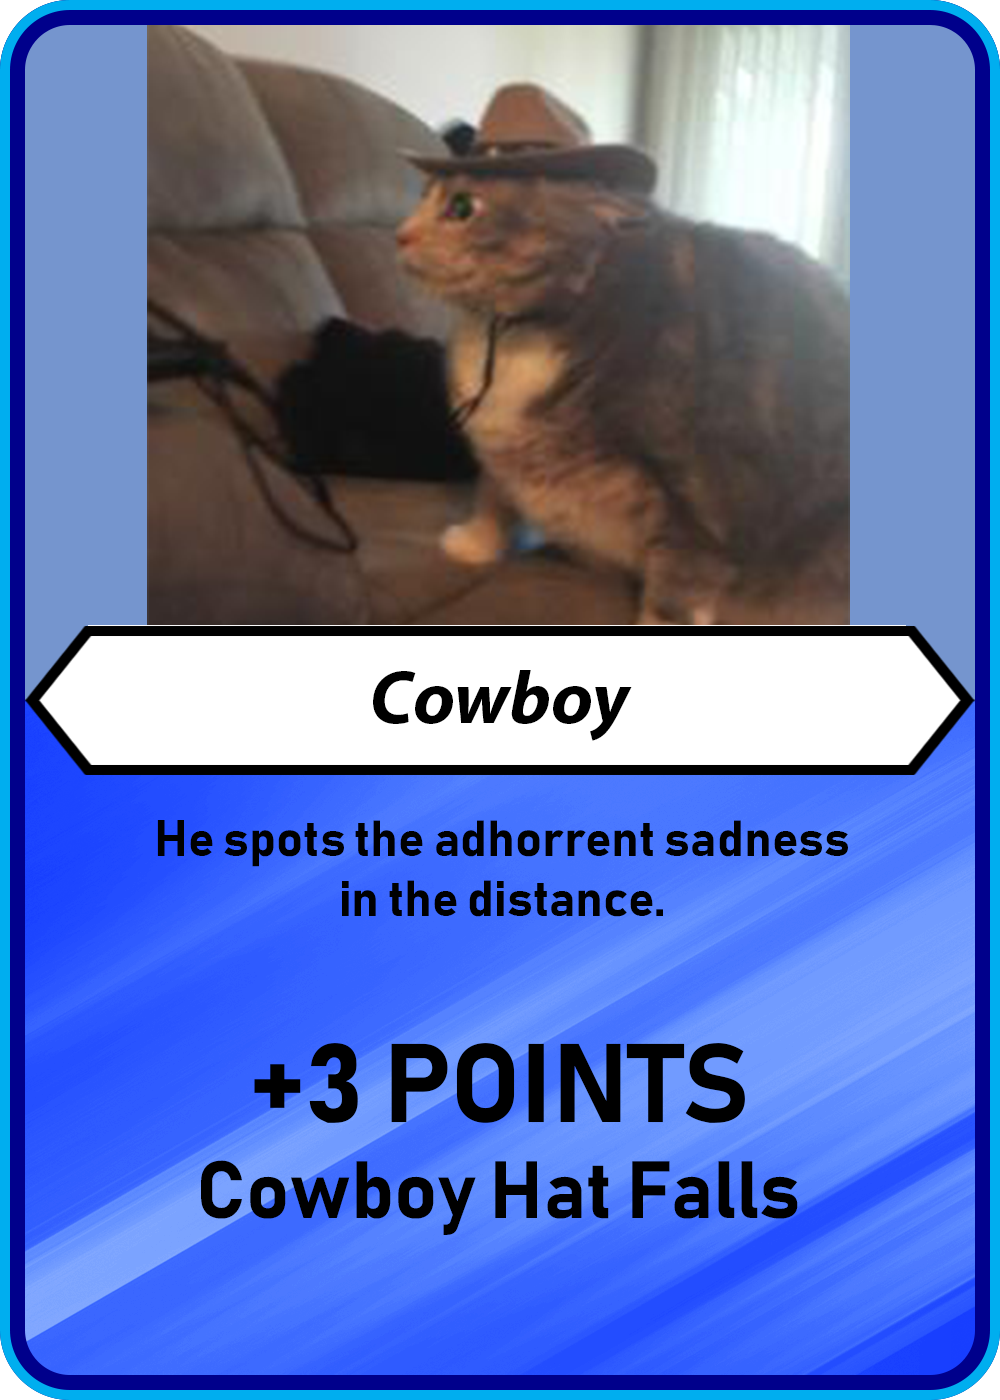 Cowboy
He spots the adhorrent sadness
in the distance.
+3 POINTS
Cowboy Hat Falls